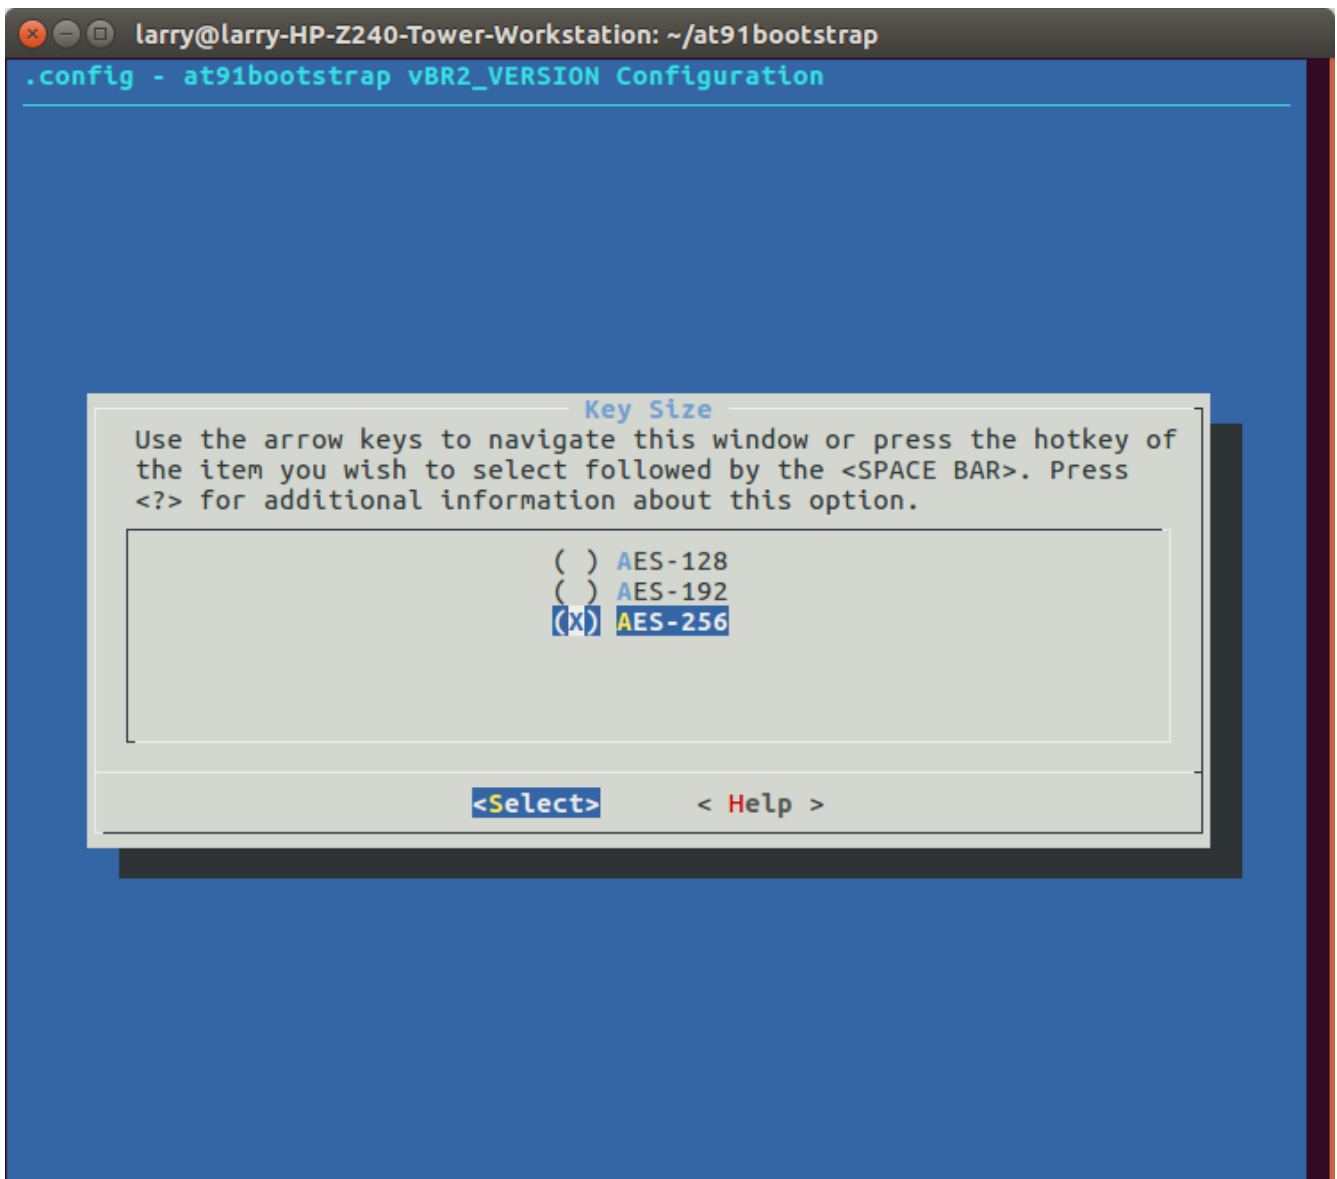 larry@larry-HP-Z240-Tower-Workstation: ~/at91bootstrap
.config - at91bootstrap vBR2_VERSION Configuration
Key Size
Use the arrow keys to navigate this window or press the hotkey of
the item you wish to select followed by the <SPACE BAR>. Press
<?> for additional information about this option.
( ) AES-128
( ) AES-192
(X) AES-256
<Select> < Help >